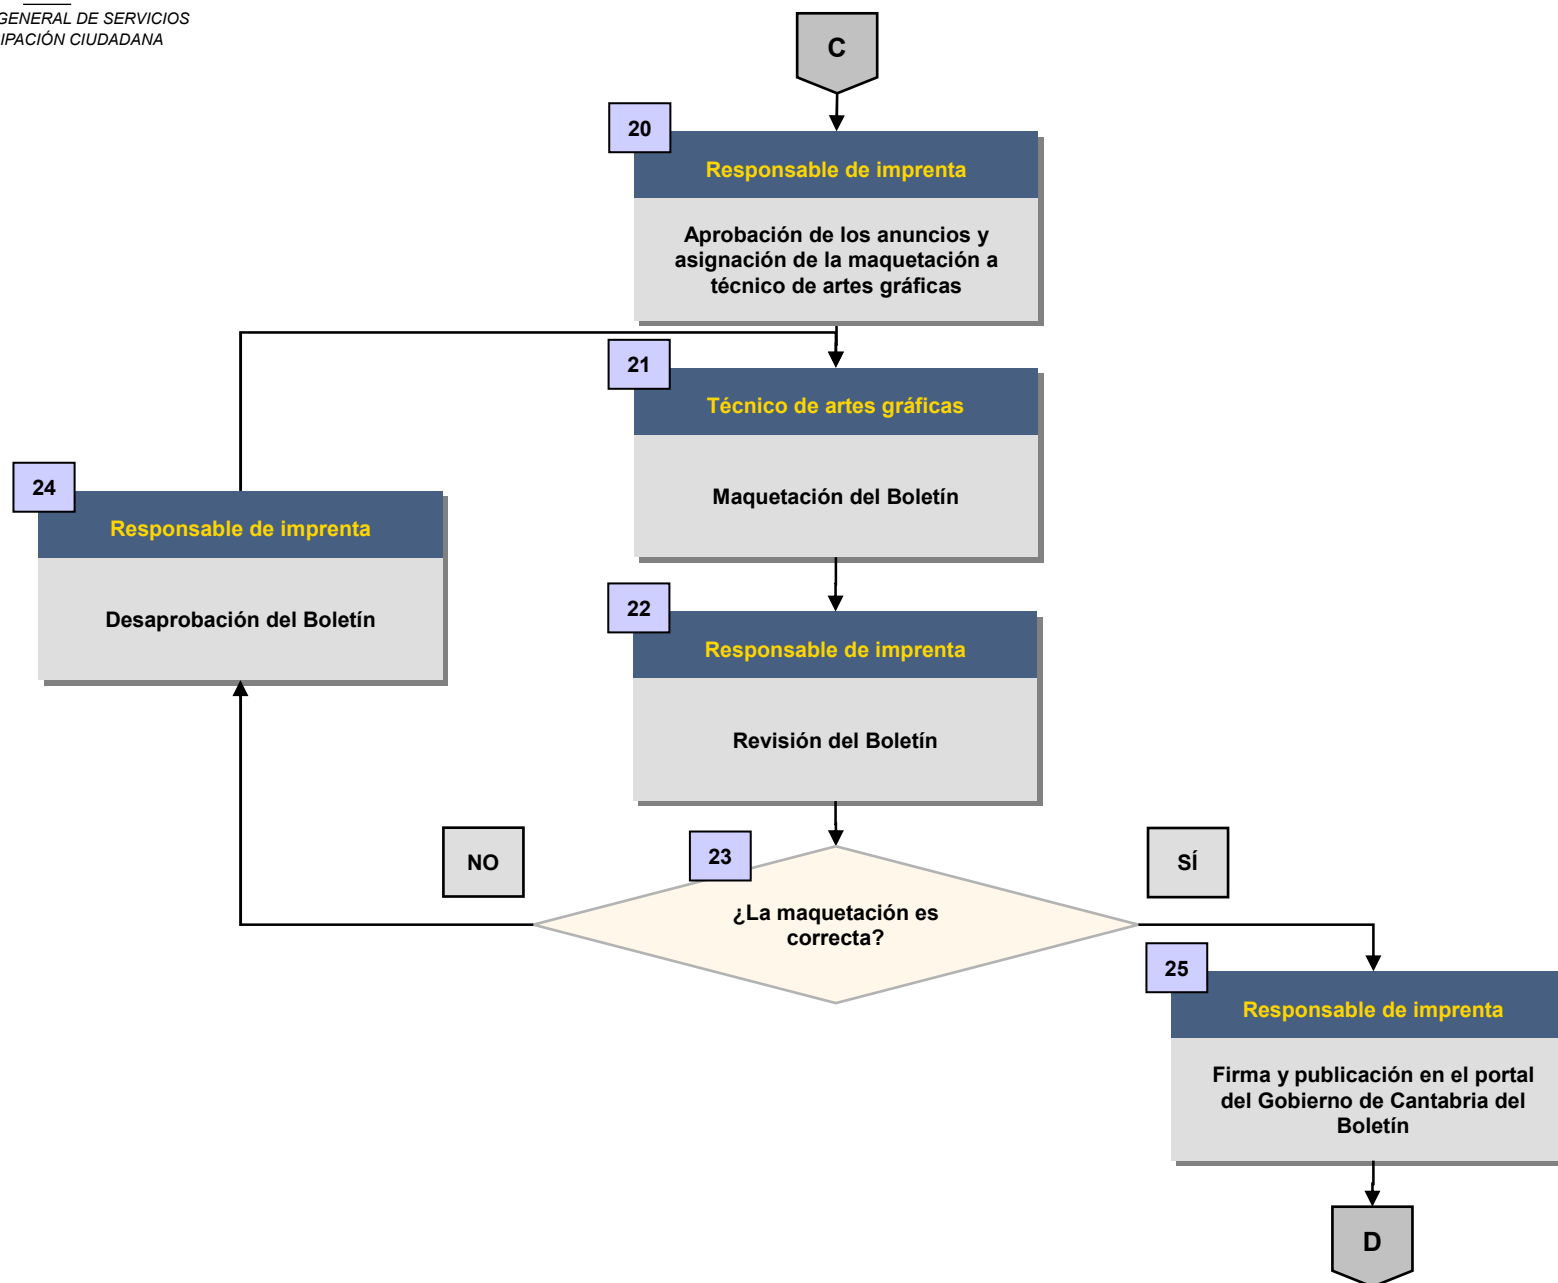 GENERAL DE SERVICIOS
IPACIÓN CIUDADANA
C
20
Responsable de imprenta
Aprobación de los anuncios y
asignación de la maquetación a
técnico de artes gráficas
21
Técnico de artes gráficas
Maquetación del Boletín
24
Responsable de imprenta
Desaprobación del Boletín
22
Responsable de imprenta
Revisión del Boletín
NO
23
SÍ
¿La maquetación es
correcta?
25
Responsable de imprenta
Firma y publicación en el portal
del Gobierno de Cantabria del
Boletín
D